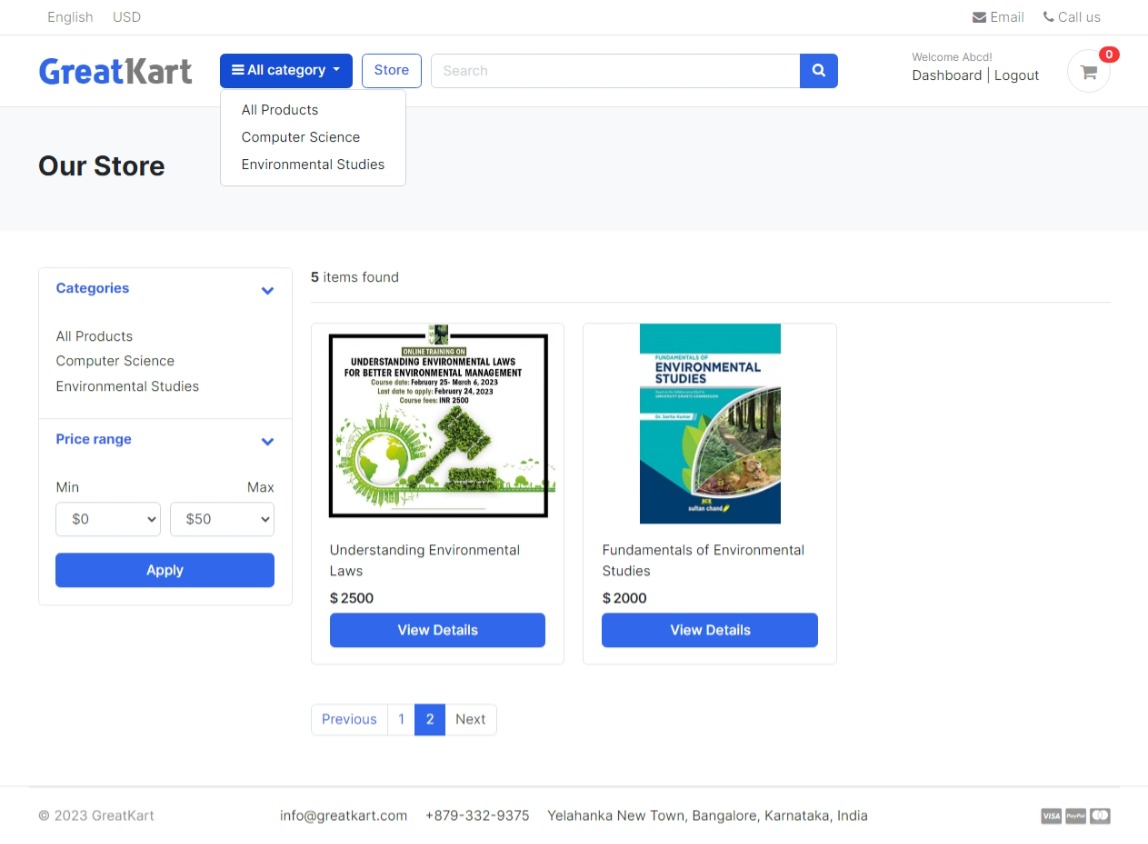 English USD Email Call us
GreatKart
All category
Store
Search
Welcome Abcd!
Dashboard | Logout
0
All Products
Computer Science
Environmental Studies
Our Store
Categories
All Products
Computer Science
Environmental Studies
Price range
Min Max
$0 $50
Apply
5 items found
ONLINE TRAINING ON
UNDERSTANDING ENVIRONMENTAL LAWS
FOR BETTER ENVIRONMENTAL MANAGEMENT
Course date: February 25- March 6, 2023
Last date to apply: February 24, 2023
Course fees: INR 2500
Understanding Environmental
Laws
$ 2500
View Details
FUNDAMENTALS OF
ENVIRONMENTAL
STUDIES
sultan chand
Fundamentals of Environmental
Studies
$ 2000
View Details
Previous 1 2 Next
© 2023 GreatKart info@greatkart.com +879-332-9375 Yelahanka New Town, Bangalore, Karnataka, India
VISA PayPal